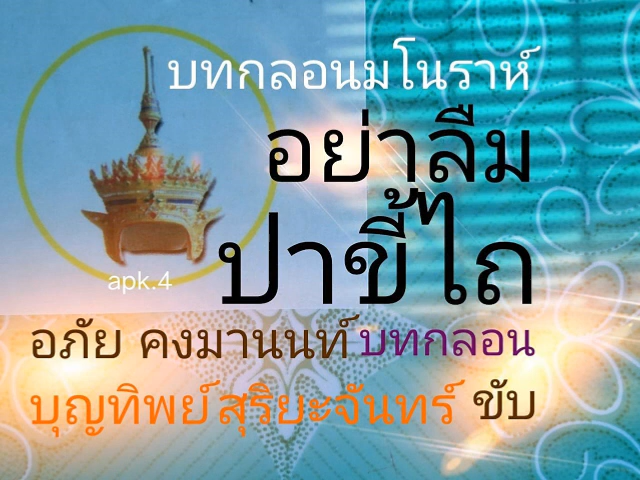 บทกลอนมโนราห์
อย่าลืม
ปาขี้ไถ
apk.4
อภัย คงมานนท์ บทกลอน
บุญทิพย์ สุริยะจันทร์ ขับ